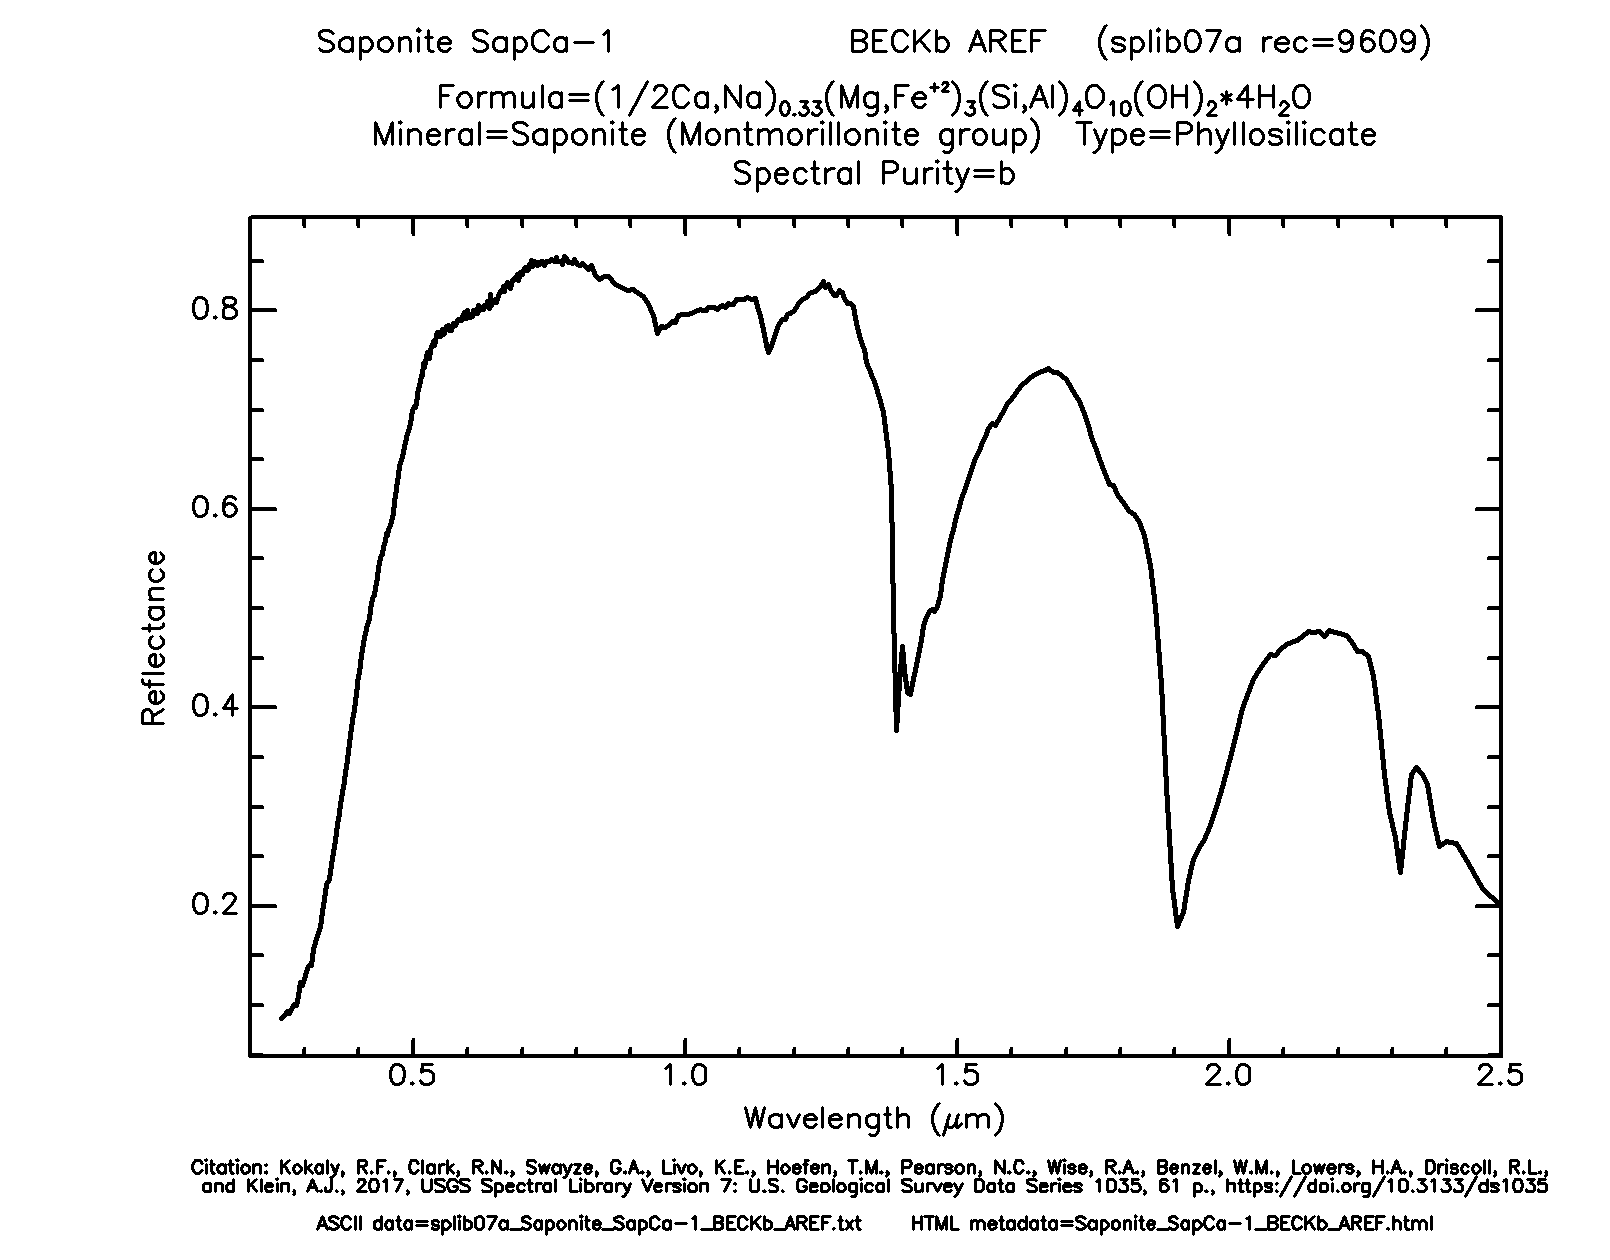 Saponite SapCa-1 BECKb AREF (splib07a rec=9609)
Formula=(1/2Ca,Na)₀.₃₃(Mg,Fe⁺²)₃(Si,Al)₄O₁₀(OH)₂*4H₂O
Mineral=Saponite (Montmorillonite group) Type=Phyllosilicate
Spectral Purity=b
0.8
0.6
0.4
0.2
Reflectance
0.5 1.0 1.5 2.0 2.5
Wavelength (μm)
Citation: Kokaly, R.F., Clark, R.N., Swayze, G.A., Livo, K.E., Hoefen, T.M., Pearson, N.C., Wise, R.A., Benzel, W.M., Lowers, H.A., Driscoll, R.L.,
and Klein, A.J., 2017, USGS Spectral Library Version 7: U.S. Geological Survey Data Series 1035, 61 p., https://doi.org/10.3133/ds1035
ASCII data=splib07a_Saponite_SapCa-1_BECKb_AREF.txt HTML metadata=Saponite_SapCa-1_BECKb_AREF.html